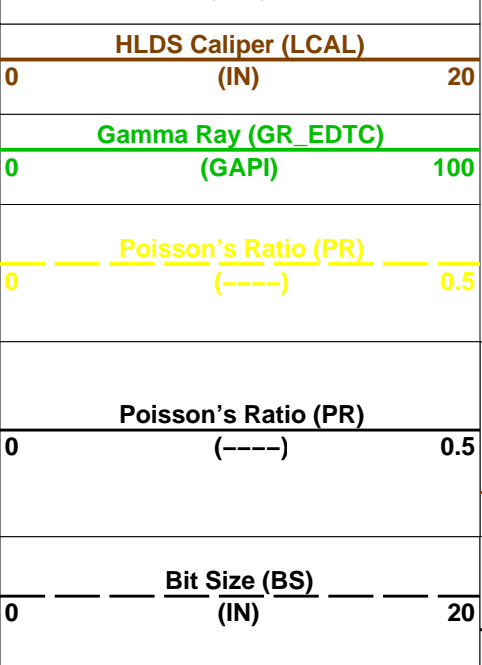 HLDS Caliper (LCAL)
0 (IN) 20
Gamma Ray (GR_EDTC)
0 (GAPI) 100
Poisson's Ratio (PR)
0 (----) 0.5
Poisson's Ratio (PR)
0 (----) 0.5
Bit Size (BS)
0 (IN) 20